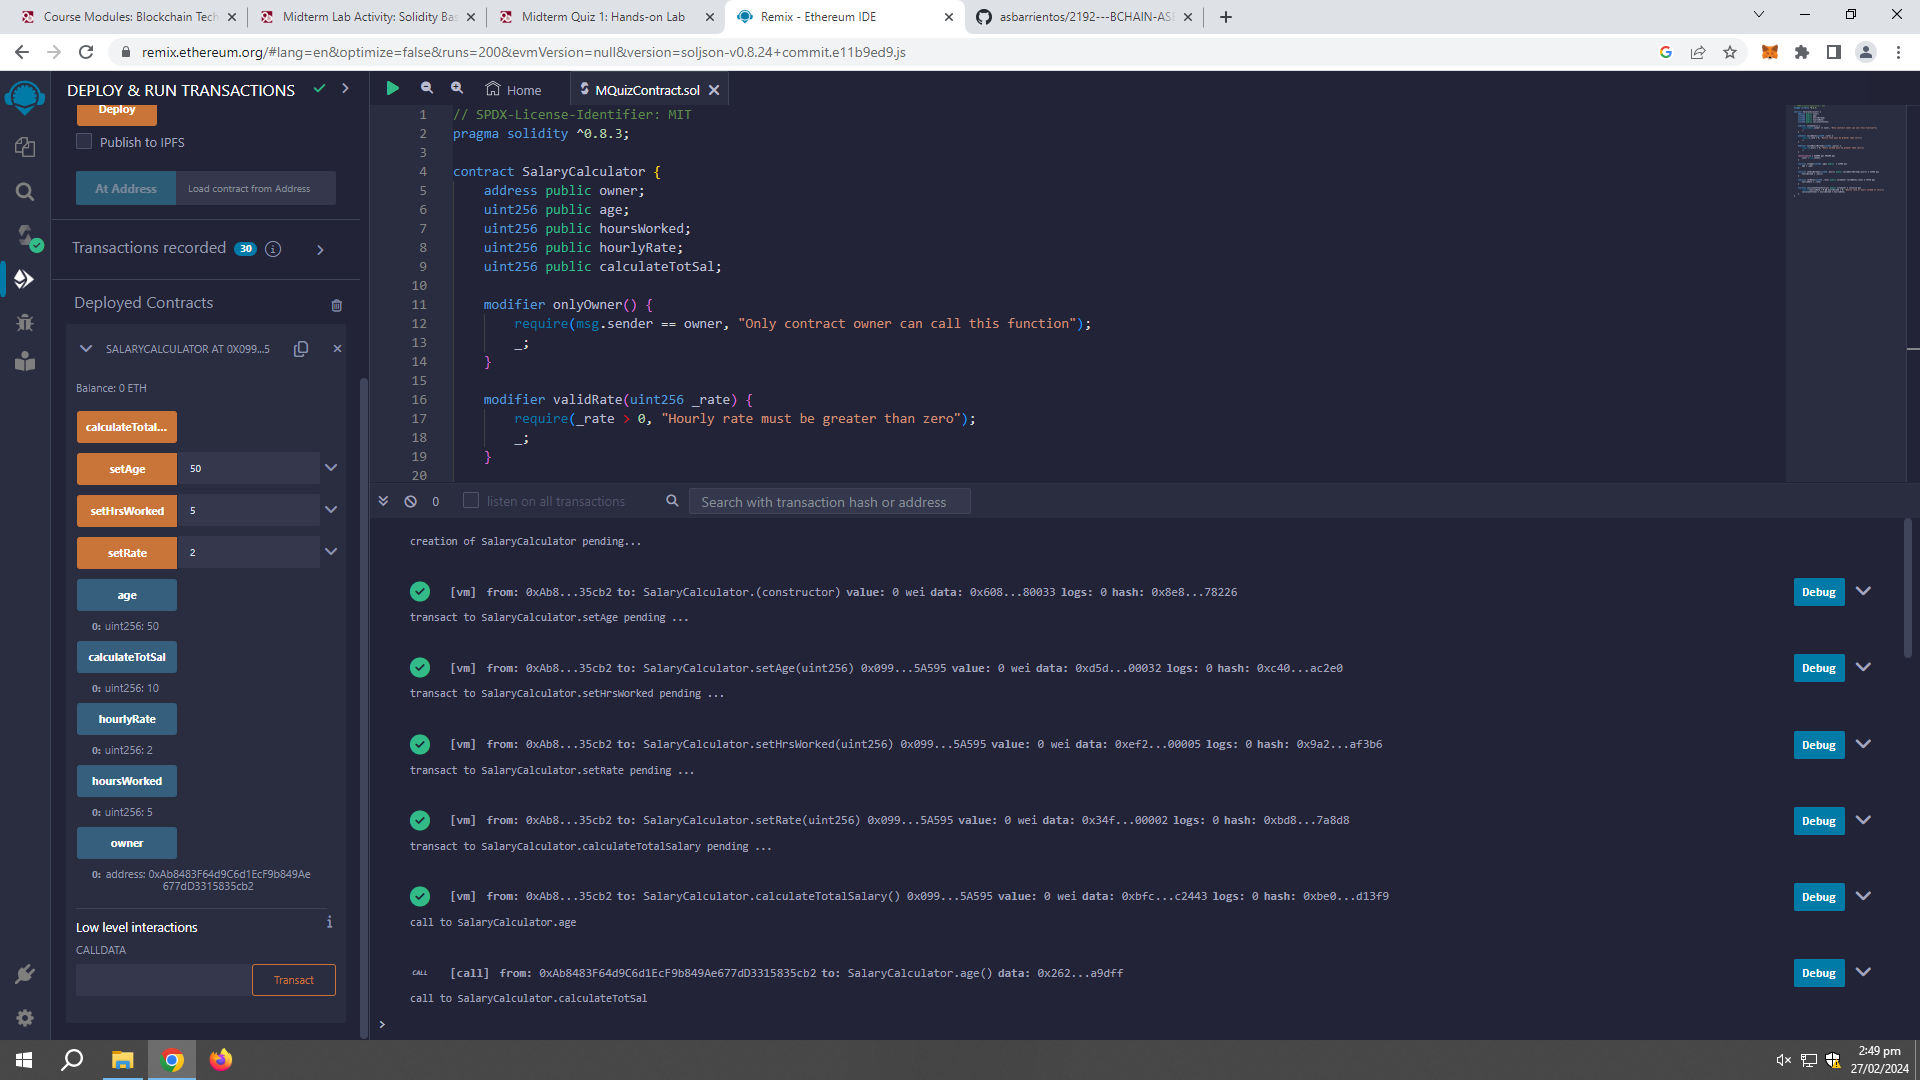 Course Modules: Blockchain Tech
Midterm Lab Activity: Solidity Bas
Midterm Quiz 1: Hands-on Lab
Remix - Ethereum IDE
asbarrientos/2192---BCHAIN-ASB
remix.ethereum.org/#lang=en&optimize=false&runs=200&evmVersion=null&version=soljson-v0.8.24+commit.e11b9ed9.js
DEPLOY & RUN TRANSACTIONS
Deploy
Publish to IPFS
At Address
Load contract from Address
Transactions recorded 30
Deployed Contracts
SALARYCALCULATOR AT 0X099...5
Balance: 0 ETH
calculateTotal...
setAge 50
setHrsWorked 5
setRate 2
age
0: uint256: 50
calculateTotSal
0: uint256: 10
hourlyRate
0: uint256: 2
hoursWorked
0: uint256: 5
owner
0: address: 0xAb8483F64d9C6d1EcF9b849Ae
677dD3315835cb2
Low level interactions
CALLDATA
Transact
Home
MQuizContract.sol
1 // SPDX-License-Identifier: MIT
2 pragma solidity ^0.8.3;
3
4 contract SalaryCalculator {
5 address public owner;
6 uint256 public age;
7 uint256 public hoursWorked;
8 uint256 public hourlyRate;
9 uint256 public calculateTotSal;
10
11 modifier onlyOwner() {
12 require(msg.sender == owner, "Only contract owner can call this function");
13 _;
14 }
15
16 modifier validRate(uint256 _rate) {
17 require(_rate > 0, "Hourly rate must be greater than zero");
18 _;
19 }
20
0
listen on all transactions
Search with transaction hash or address
creation of SalaryCalculator pending...
[vm] from: 0xAb8...35cb2 to: SalaryCalculator.(constructor) value: 0 wei data: 0x608...80033 logs: 0 hash: 0x8e8...78226
Debug
transact to SalaryCalculator.setAge pending ...
[vm] from: 0xAb8...35cb2 to: SalaryCalculator.setAge(uint256) 0x099...5A595 value: 0 wei data: 0xd5d...00032 logs: 0 hash: 0xc40...ac2e0
Debug
transact to SalaryCalculator.setHrsWorked pending ...
[vm] from: 0xAb8...35cb2 to: SalaryCalculator.setHrsWorked(uint256) 0x099...5A595 value: 0 wei data: 0xef2...00005 logs: 0 hash: 0x9a2...af3b6
Debug
transact to SalaryCalculator.setRate pending ...
[vm] from: 0xAb8...35cb2 to: SalaryCalculator.setRate(uint256) 0x099...5A595 value: 0 wei data: 0x34f...00002 logs: 0 hash: 0xbd8...7a8d8
Debug
transact to SalaryCalculator.calculateTotalSalary pending ...
[vm] from: 0xAb8...35cb2 to: SalaryCalculator.calculateTotalSalary() 0x099...5A595 value: 0 wei data: 0xbfc...c2443 logs: 0 hash: 0xbe0...d13f9
Debug
call to SalaryCalculator.age
CALL [call] from: 0xAb8483F64d9C6d1EcF9b849Ae677dD3315835cb2 to: SalaryCalculator.age() data: 0x262...a9dff
Debug
call to SalaryCalculator.calculateTotSal
>
2:49 pm
27/02/2024